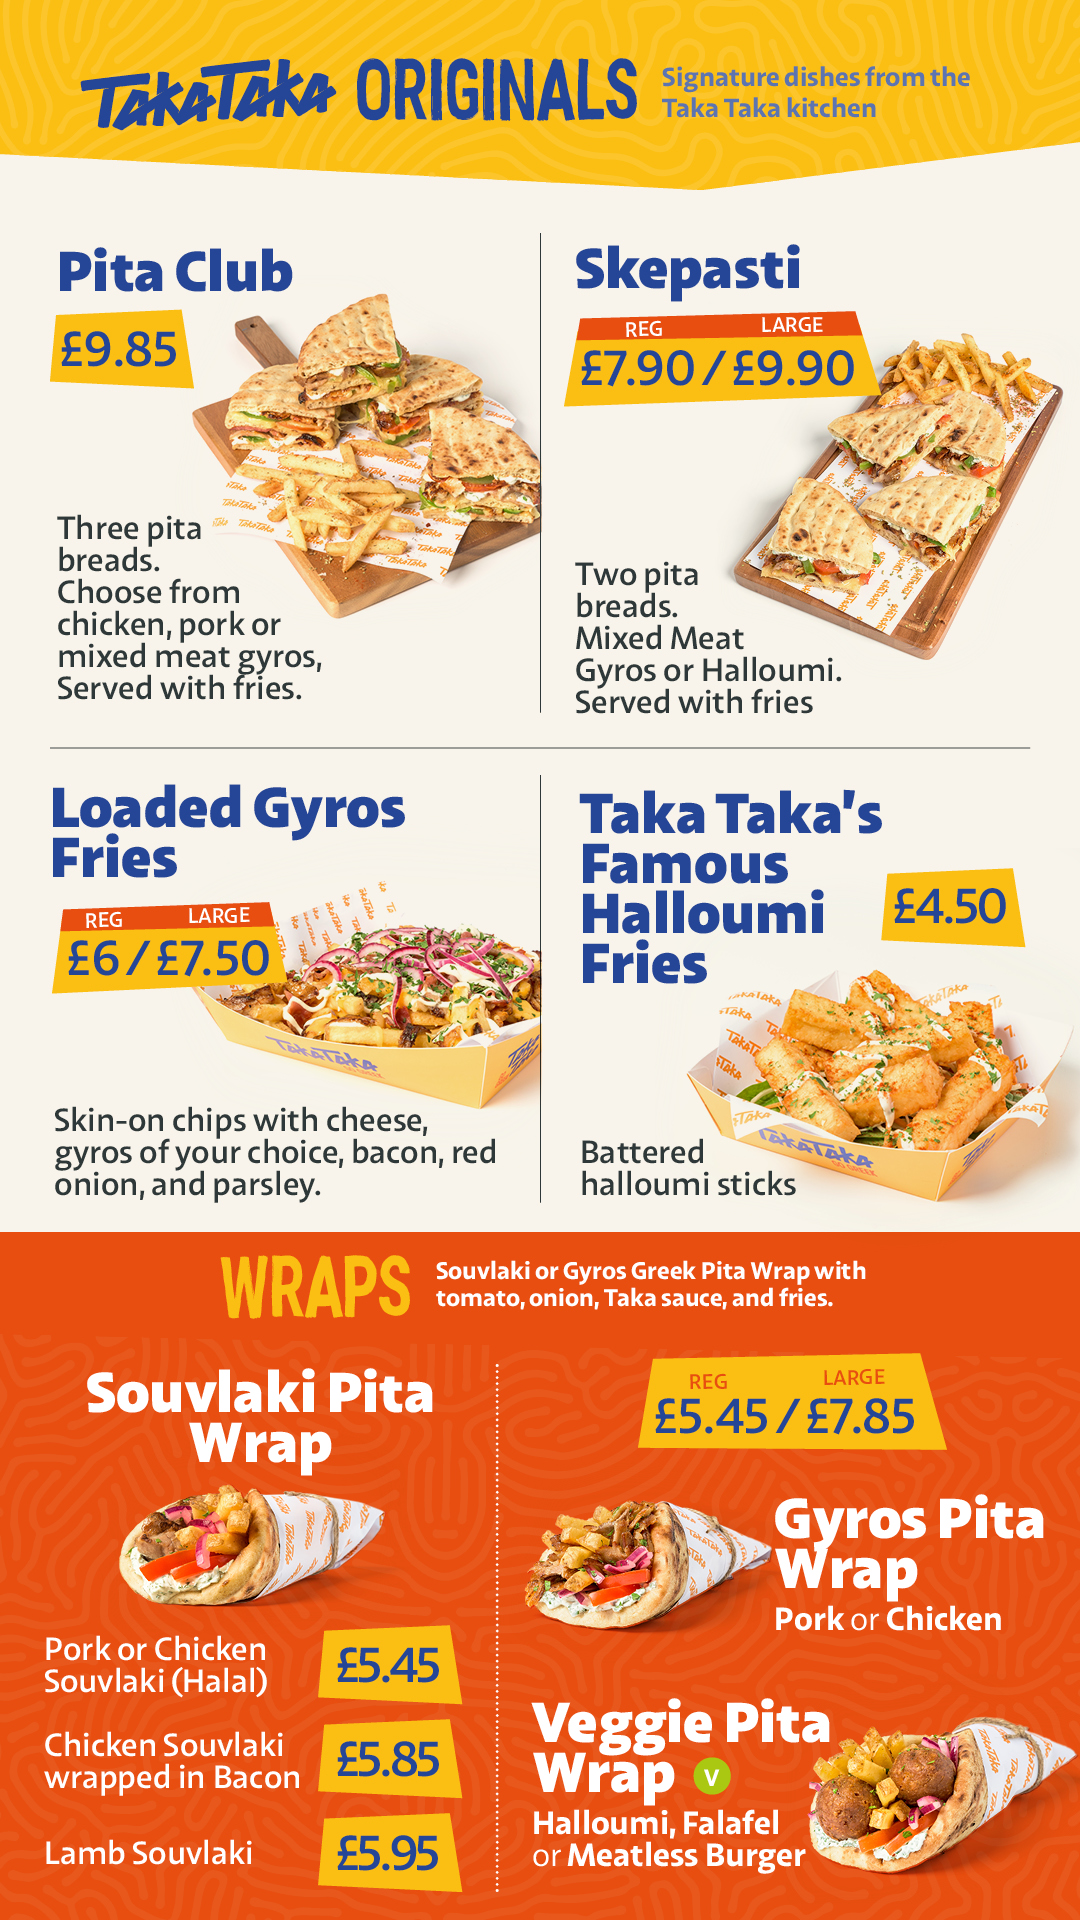 TakaTaka ORIGINALS
Signature dishes from the
Taka Taka kitchen
Pita Club
£9.85
Three pita
breads.
Choose from
chicken, pork or
mixed meat gyros,
Served with fries.
Skepasti
REG LARGE
£7.90 / £9.90
Two pita
breads.
Mixed Meat
Gyros or Halloumi.
Served with fries
Loaded Gyros
Fries
REG LARGE
£6 / £7.50
TakaTaka
Skin-on chips with cheese,
gyros of your choice, bacon, red
onion, and parsley.
Taka Taka's
Famous
Halloumi
Fries
£4.50
TakaTaka
GO GREEK
Battered
halloumi sticks
WRAPS
Souvlaki or Gyros Greek Pita Wrap with
tomato, onion, Taka sauce, and fries.
Souvlaki Pita
Wrap
Pork or Chicken
Souvlaki (Halal)
£5.45
Chicken Souvlaki
wrapped in Bacon
£5.85
Lamb Souvlaki
£5.95
REG LARGE
£5.45 / £7.85
Gyros Pita
Wrap
Pork or Chicken
Veggie Pita
Wrap V
Halloumi, Falafel
or Meatless Burger